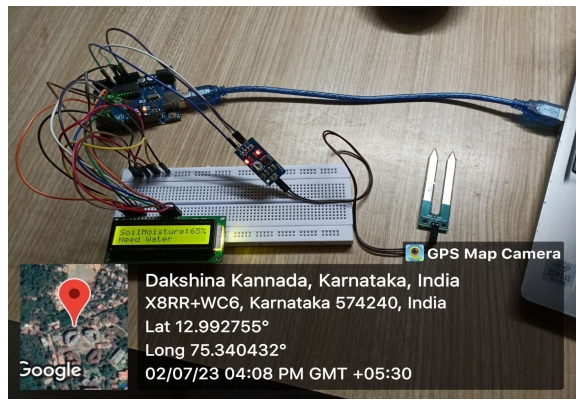 SoilMoisture:65%
Need Water
GPS Map Camera
Dakshina Kannada, Karnataka, India
X8RR+WC6, Karnataka 574240, India
Lat 12.992755°
Long 75.340432°
02/07/23 04:08 PM GMT +05:30
Google